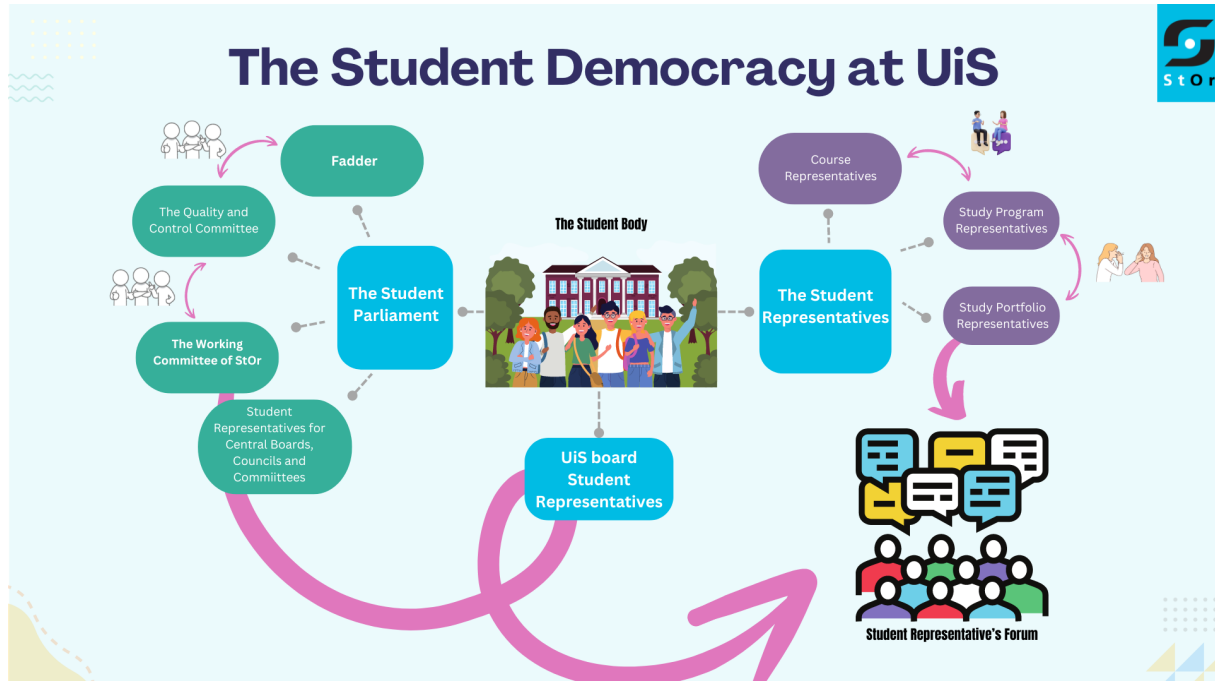 The Student Democracy at UiS
StOr
Fadder
The Quality and
Control Committee
The Working
Committee of StOr
Student
Representatives for
Central Boards,
Councils and
Commiittees
The Student
Parliament
The Student Body
UiS board
Student
Representatives
The Student
Representatives
Course
Representatives
Study Program
Representatives
Study Portfolio
Representatives
Student Representative's Forum